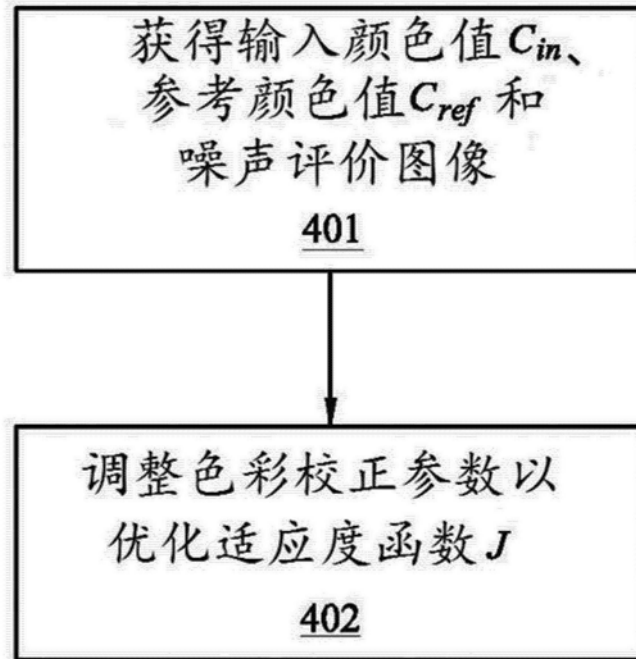 获得输入颜色值Cin、
参考颜色值Cref 和
噪声评价图像
401
调整色彩校正参数以
优化适应度函数J
402